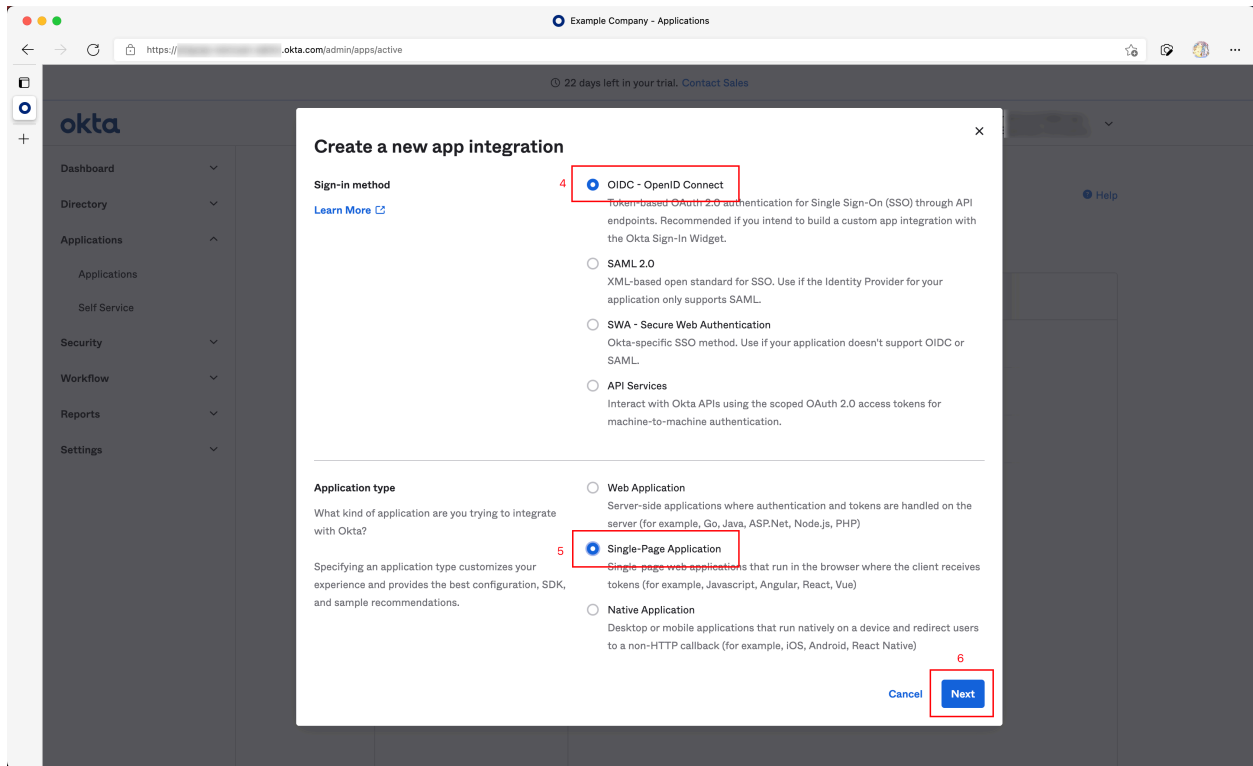 Example Company - Applications
https://
.okta.com/admin/apps/active
22 days left in your trial. Contact Sales
okta
Dashboard
Directory
Applications
Applications
Self Service
Security
Workflow
Reports
Settings
Help
Create a new app integration
Sign-in method
Learn More
4
OIDC - OpenID Connect
Token-based OAuth 2.0 authentication for Single Sign-On (SSO) through API
endpoints. Recommended if you intend to build a custom app integration with
the Okta Sign-In Widget.
SAML 2.0
XML-based open standard for SSO. Use if the Identity Provider for your
application only supports SAML.
SWA - Secure Web Authentication
Okta-specific SSO method. Use if your application doesn't support OIDC or
SAML.
API Services
Interact with Okta APIs using the scoped OAuth 2.0 access tokens for
machine-to-machine authentication.
Application type
What kind of application are you trying to integrate
with Okta?
Specifying an application type customizes your
experience and provides the best configuration, SDK,
and sample recommendations.
Web Application
Server-side applications where authentication and tokens are handled on the
server (for example, Go, Java, ASP.Net, Node.js, PHP)
5
Single-Page Application
Single-page web applications that run in the browser where the client receives
tokens (for example, Javascript, Angular, React, Vue)
Native Application
Desktop or mobile applications that run natively on a device and redirect users
to a non-HTTP callback (for example, iOS, Android, React Native)
6
Cancel
Next